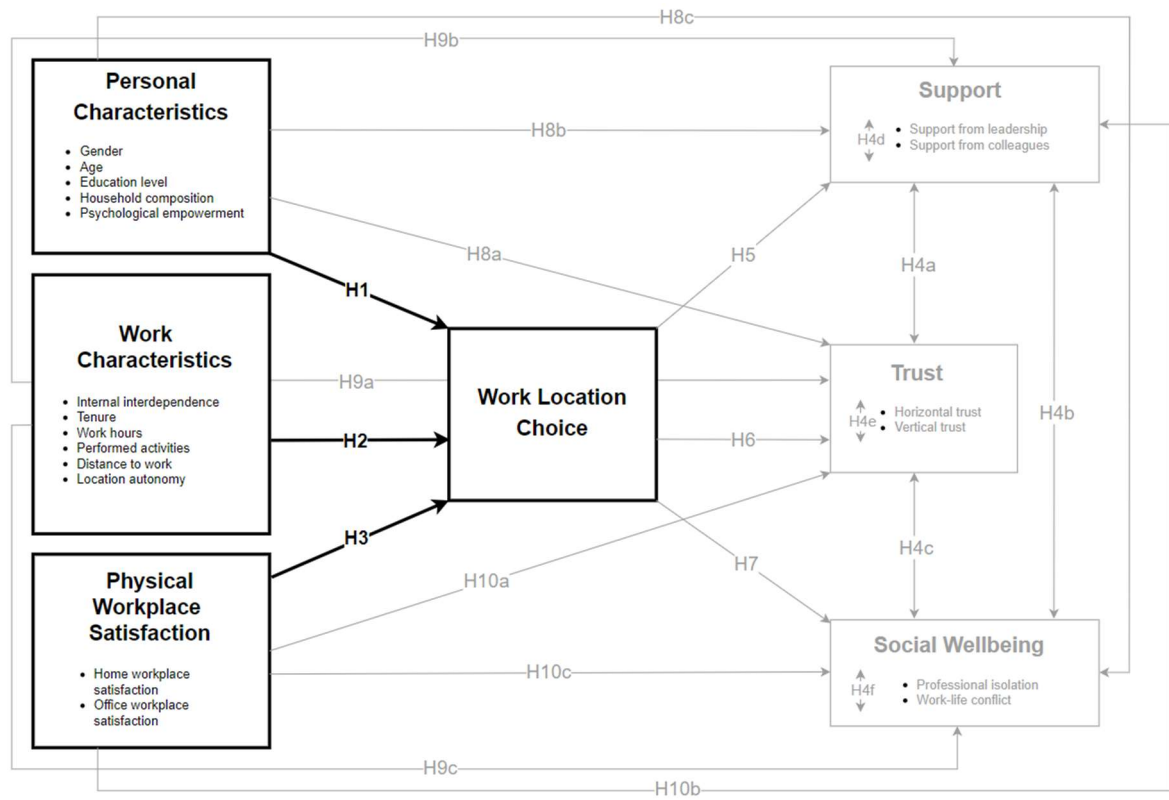 H8c
H9b
Personal
Characteristics
Gender
Age
Education level
Household composition
Psychological empowerment
H8b
Support
H4d
Support from leadership
Support from colleagues
H8a
H5
H4a
H1
Work
Characteristics
Internal interdependence
Tenure
Work hours
Performed activities
Distance to work
Location autonomy
H9a
H2
Work Location
Choice
H6
Trust
H4e
Horizontal trust
Vertical trust
H4b
H3
H4c
H7
H10a
Physical
Workplace
Satisfaction
Home workplace
satisfaction
Office workplace
satisfaction
H10c
Social Wellbeing
H4f
Professional isolation
Work-life conflict
H9c
H10b